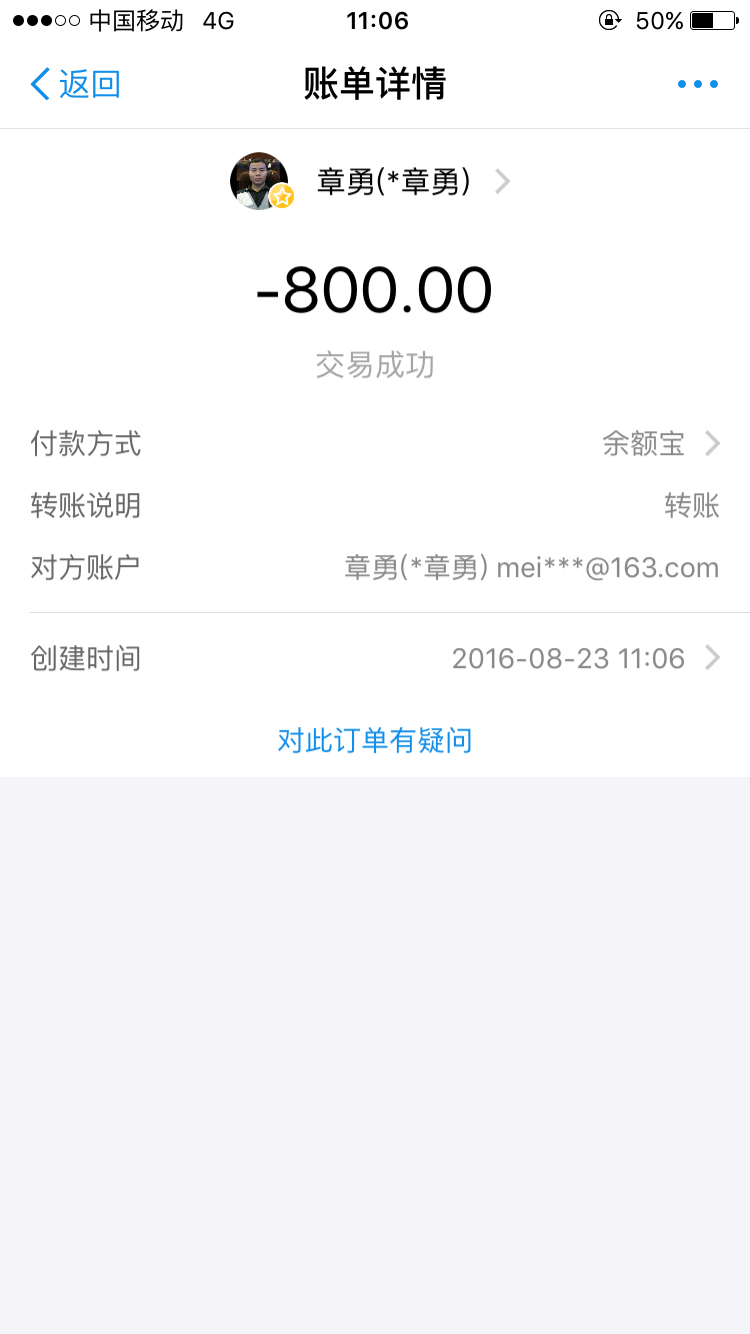 中国移动 4G 11:06 50%
返回 账单详情
章勇(*章勇)
-800.00
交易成功
付款方式 余额宝
转账说明 转账
对方账户 章勇(*章勇) mei***@163.com
创建时间 2016-08-23 11:06
对此订单有疑问